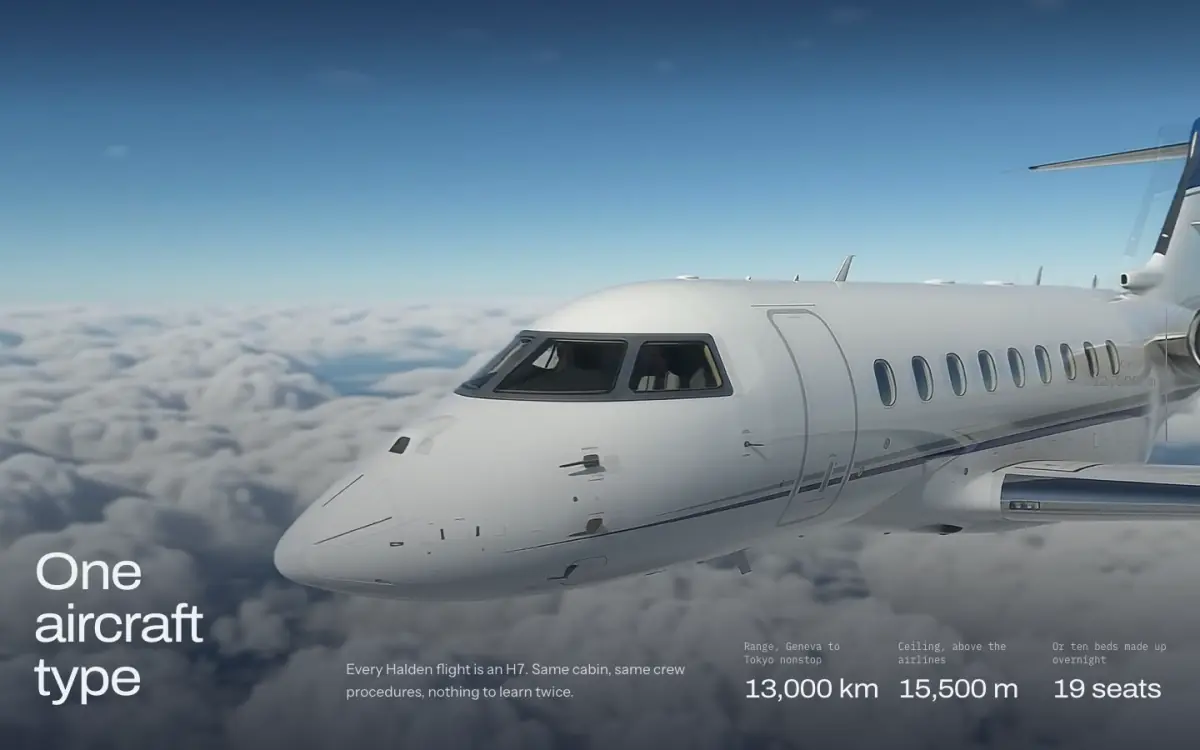 One
aircraft
type
Every Halden flight is an H7. Same cabin, same crew
procedures, nothing to learn twice.
Range, Geneva to
Tokyo nonstop
13,000 km
Ceiling, above the
airlines
15,500 m
Or ten beds made up
overnight
19 seats